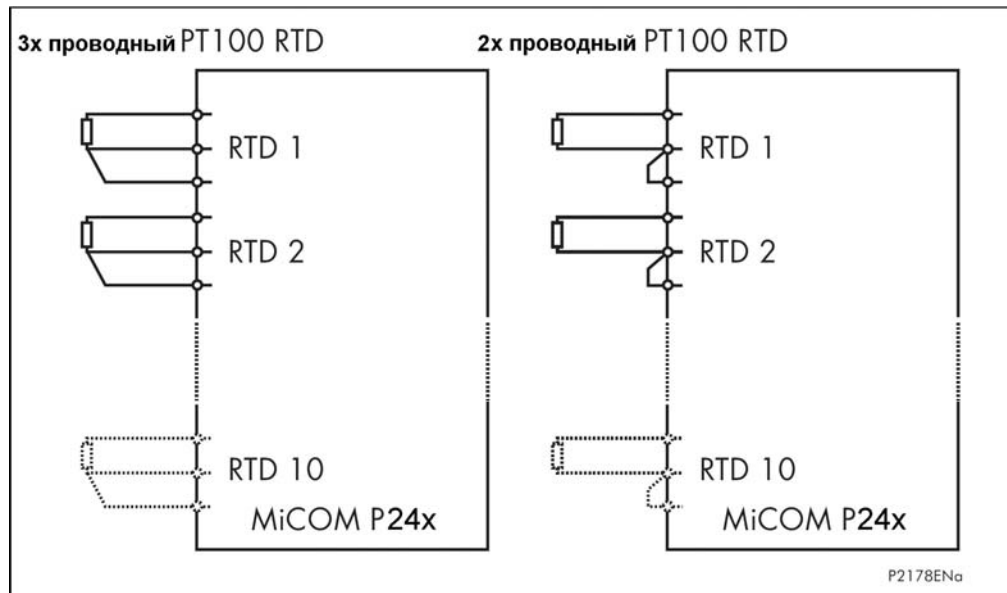 3х проводный PT100 RTD
RTD 1
RTD 2
RTD 10
MiCOM P24x
2х проводный PT100 RTD
RTD 1
RTD 2
RTD 10
MiCOM P24x
P2178ENa